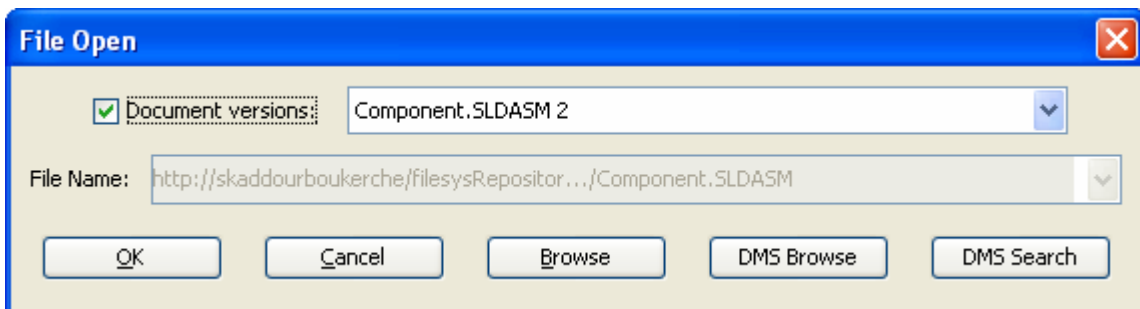 File Open
Document versions: Component.SLDASM 2
File Name: http://skaddourboukerche/filesysRepositor.../Component.SLDASM
OK Cancel Browse DMS Browse DMS Search